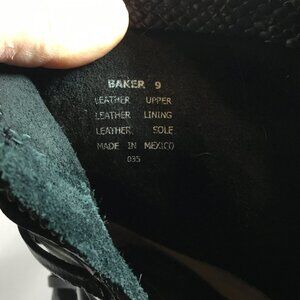 BAKER 9
LEATHER UPPER
LEATHER LINING
LEATHER SOLE
MADE IN MEXICO
035